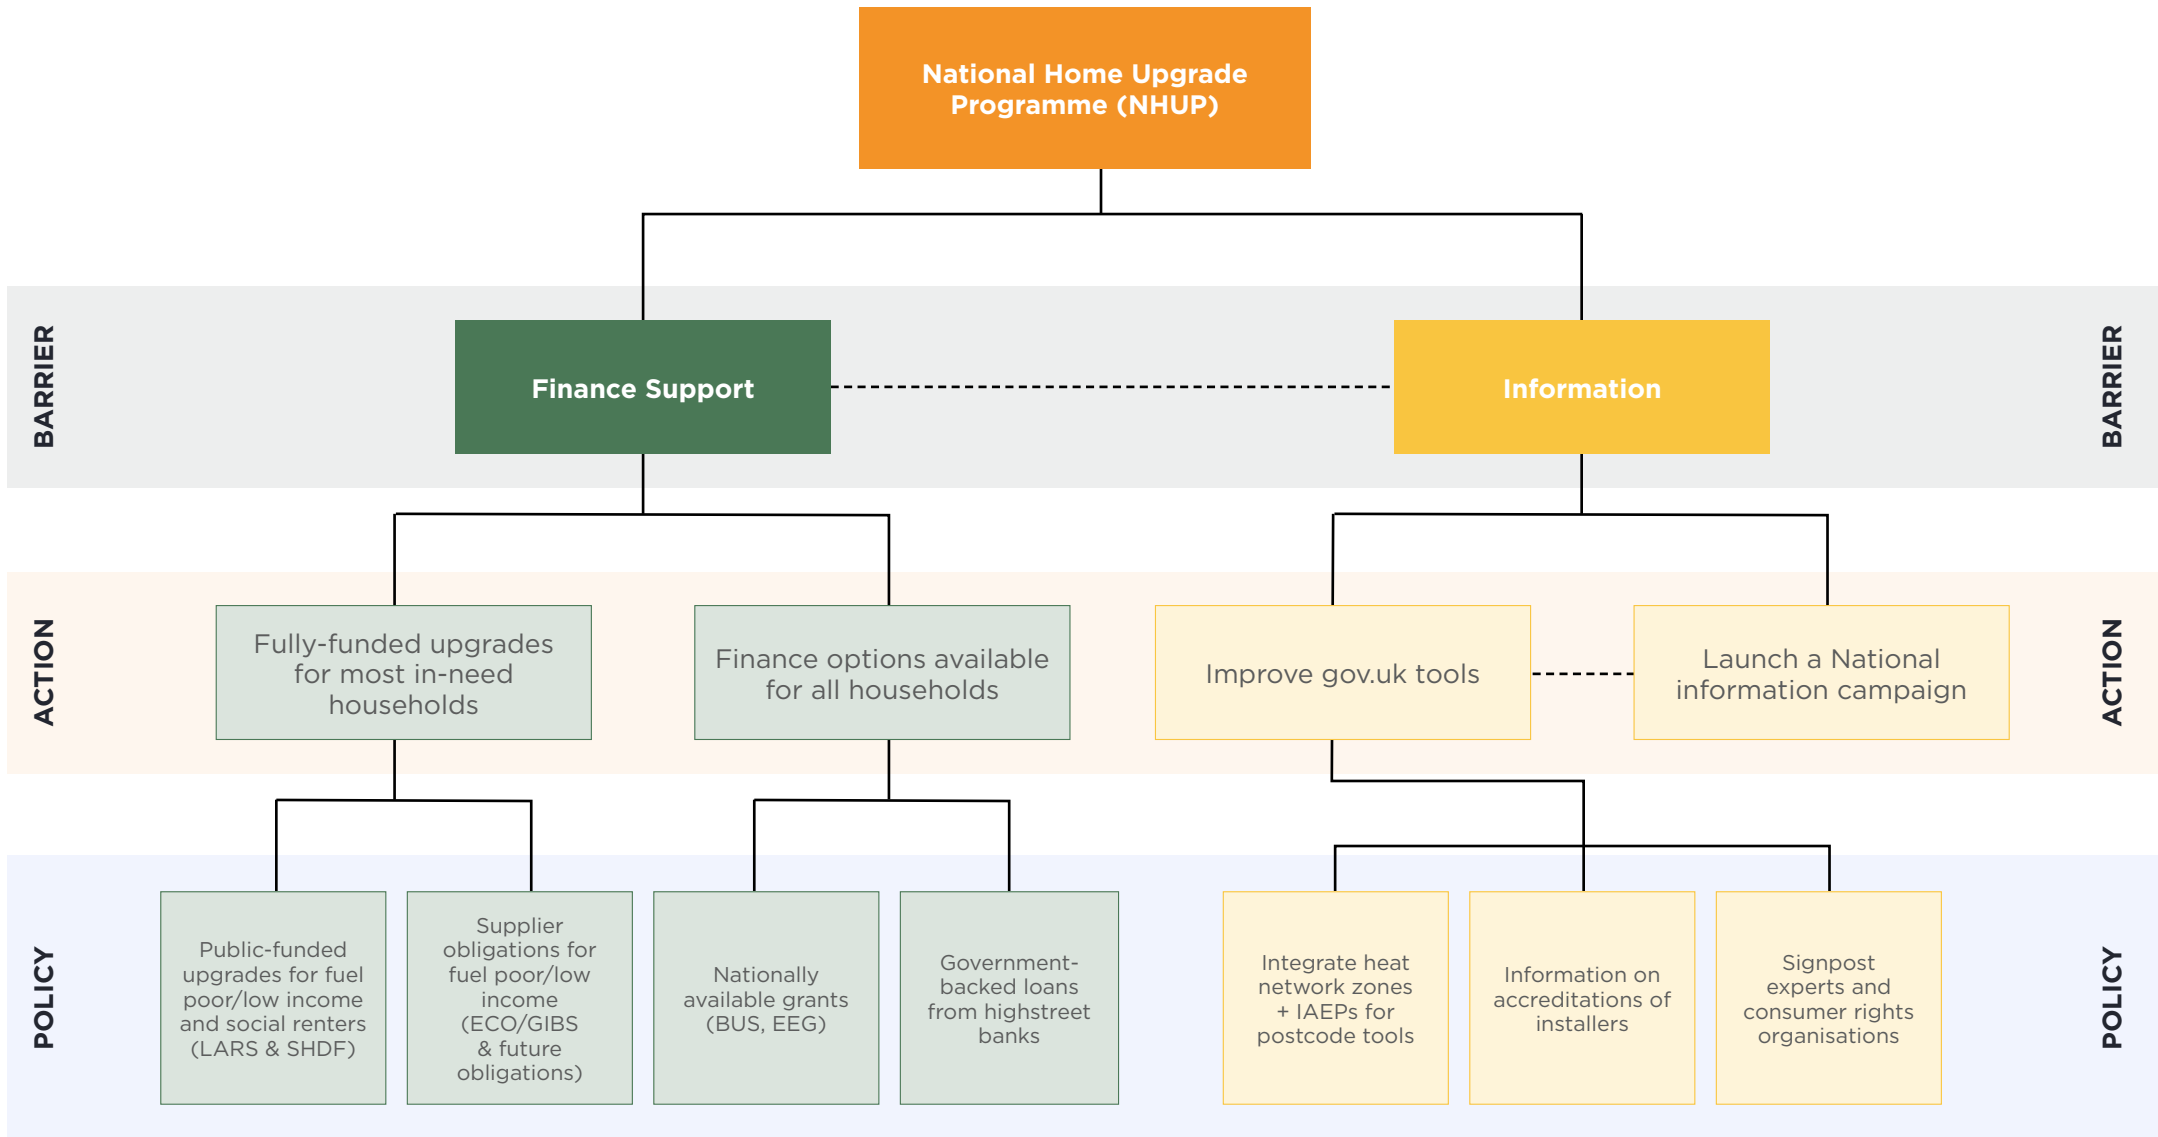 National Home Upgrade
Programme (NHUP)
BARRIER
Finance Support
Information
BARRIER
ACTION
Fully-funded upgrades
for most in-need
households
Finance options available
for all households
Improve gov.uk tools
Launch a National
information campaign
ACTION
POLICY
Public-funded
upgrades for fuel
poor/low income
and social renters
(LARS & SHDF)
Supplier
obligations for
fuel poor/low
income
(ECO/GIBS
& future
obligations)
Nationally
available grants
(BUS, EEG)
Government-
backed loans
from highstreet
banks
Integrate heat
network zones
+ IAEPs for
postcode tools
Information on
accreditations of
installers
Signpost
experts and
consumer rights
organisations
POLICY